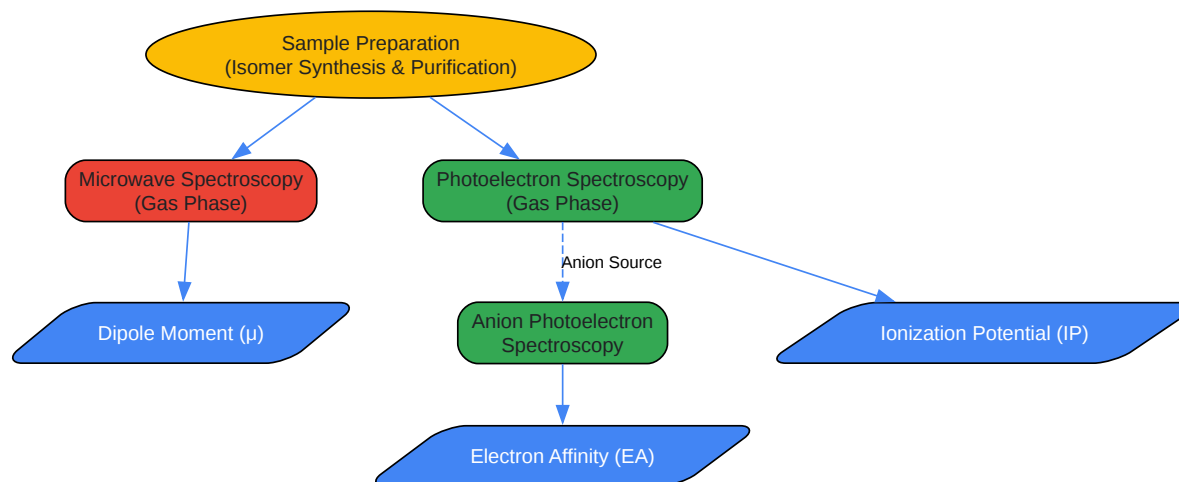 Sample Preparation
(Isomer Synthesis & Purification)
Microwave Spectroscopy
(Gas Phase)
Photoelectron Spectroscopy
(Gas Phase)
Anion Source
Dipole Moment (μ)
Anion Photoelectron
Spectroscopy
Ionization Potential (IP)
Electron Affinity (EA)